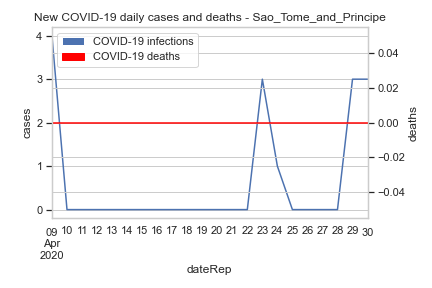 New COVID-19 daily cases and deaths - Sao_Tome_and_Principe
COVID-19 infections
COVID-19 deaths
cases
4
3
2
1
0
deaths
0.04
0.02
0.00
−0.02
−0.04
09 10 11 12 13 14 15 16 17 18 19 20 21 22 23 24 25 26 27 28 29 30
Apr
2020
dateRep